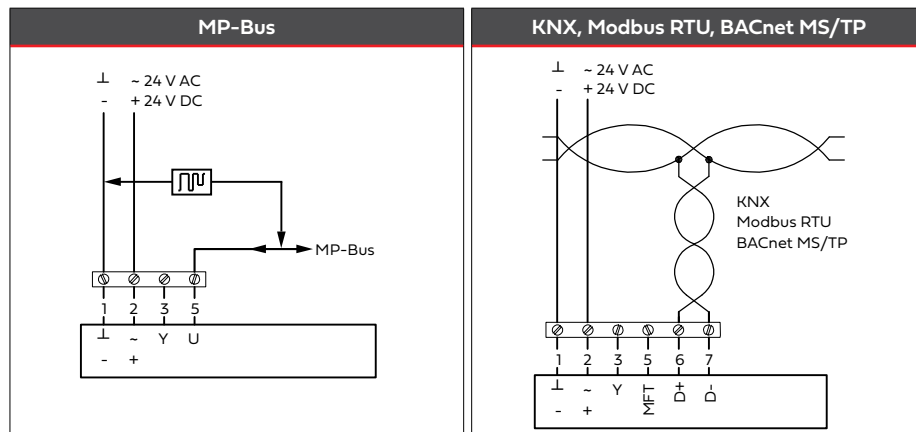 MP-Bus
⊥ ~ 24 V AC
- + 24 V DC
MP-Bus
1 2 3 5
⊥ ~ Y U
- +
KNX, Modbus RTU, BACnet MS/TP
⊥ ~ 24 V AC
- + 24 V DC
KNX
Modbus RTU
BACnet MS/TP
1 2 3 5 6 7
⊥ ~ Y MFT D+ D-
- +